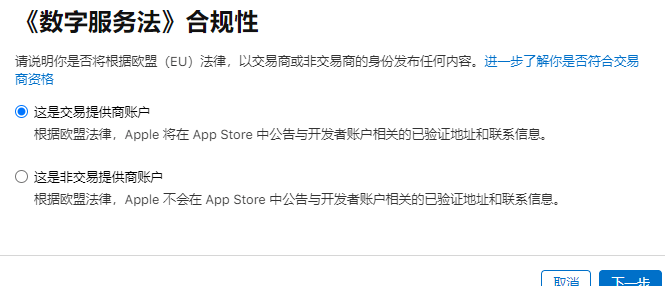 《数字服务法》合规性
请说明你是否将根据欧盟（EU）法律，以交易商或非交易商的身份发布任何内容。进一步了解你是否符合交易
商资格
这是交易提供商账户
根据欧盟法律，Apple 将在 App Store 中公告与开发者账户相关的已验证地址和联系信息。
这是非交易提供商账户
根据欧盟法律，Apple 不会在 App Store 中公告与开发者账户相关的已验证地址和联系信息。
取消
下一步